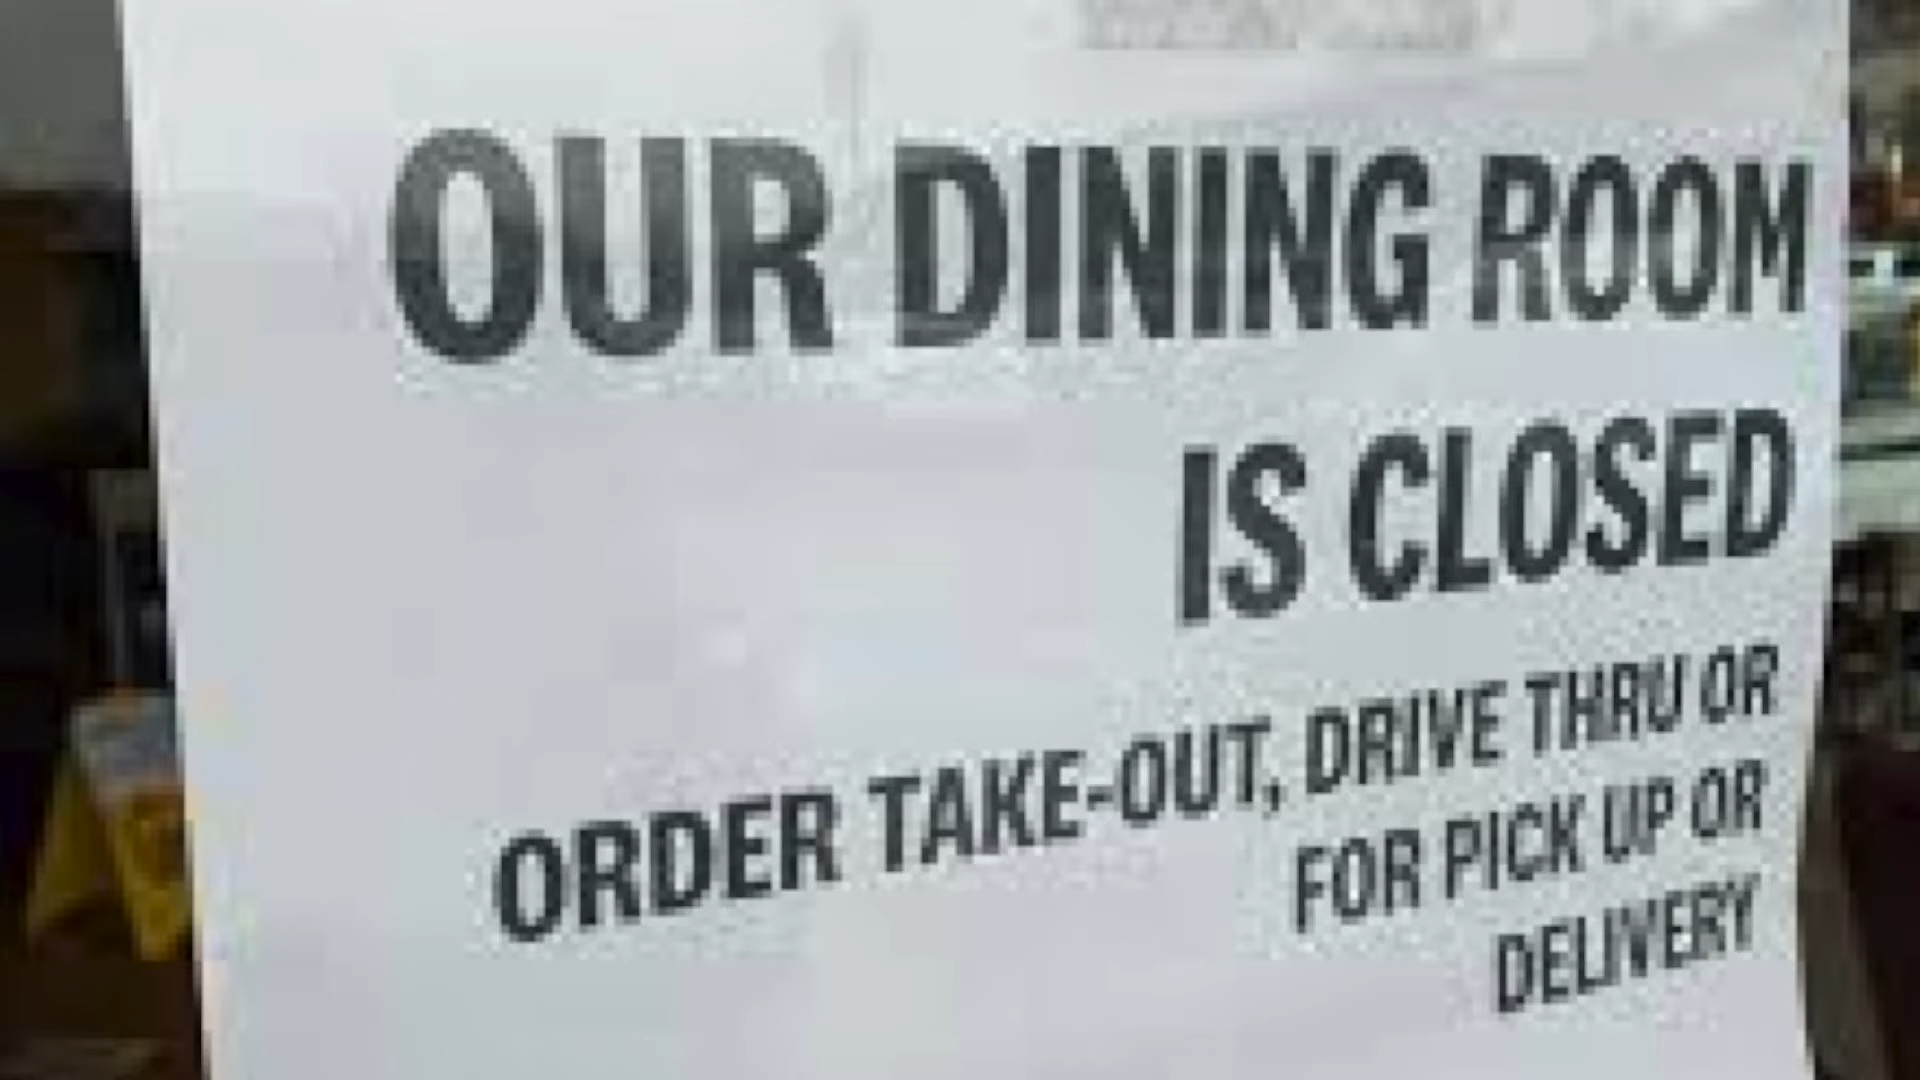 OUR DINING ROOM
IS CLOSED
ORDER TAKE-OUT, DRIVE THRU OR
FOR PICK UP OR
DELIVERY